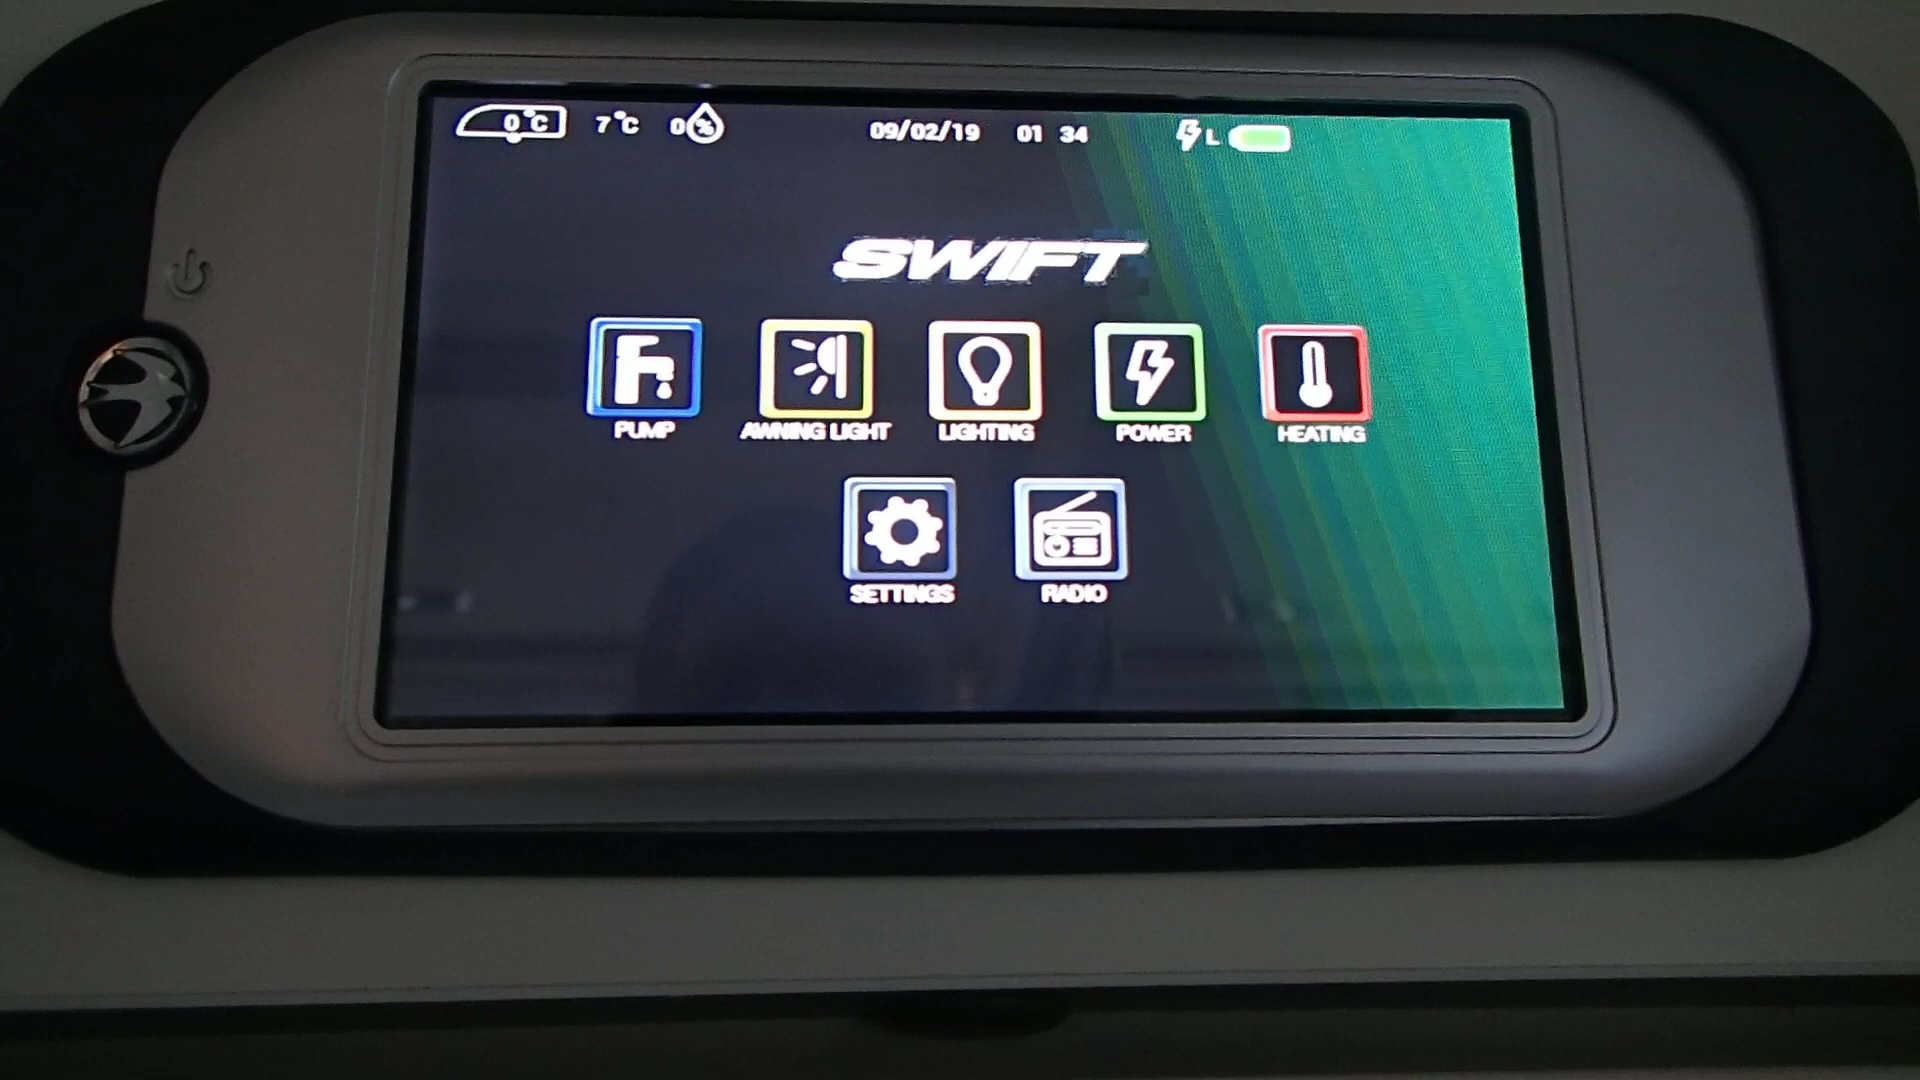 0°C 7°C 0% 09/02/19 01 34 L
SWIFT
PUMP AWNING LIGHT LIGHTING POWER HEATING
SETTINGS RADIO